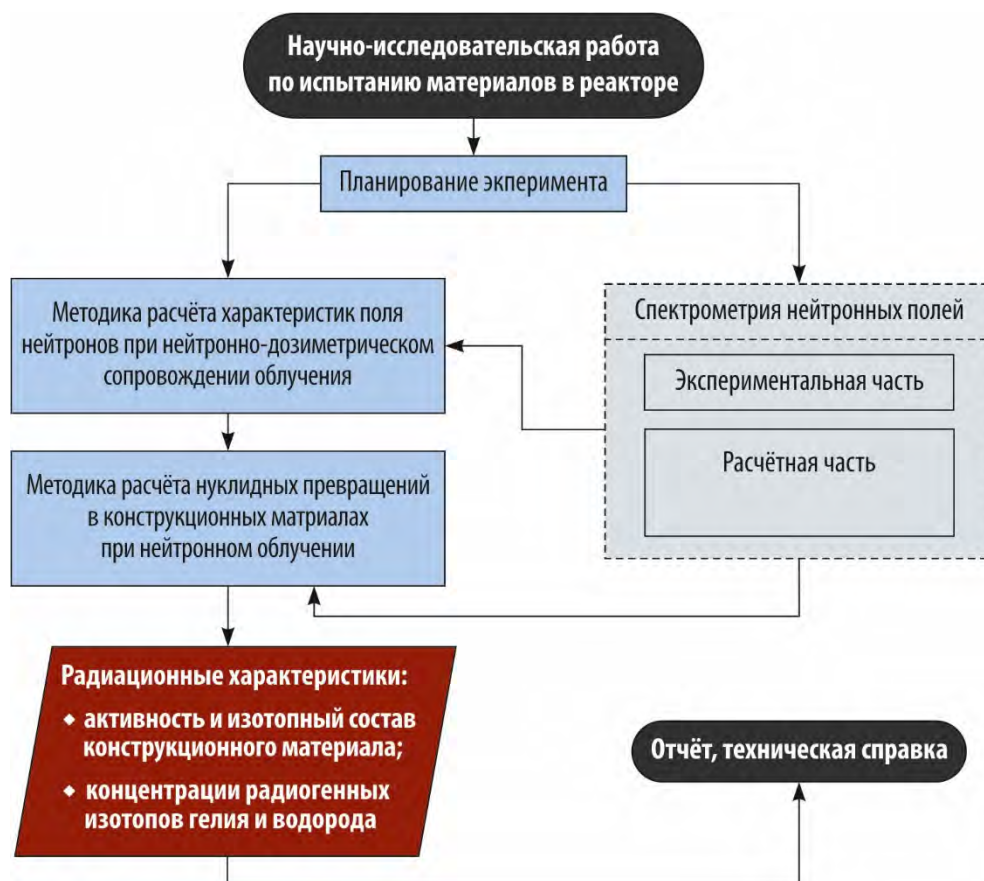 Научно-исследовательская работа
по испытанию материалов в реакторе
Планирование эксперимента
Методика расчёта характеристик поля
нейтронов при нейтронно-дозиметрическом
сопровождении облучения
Спектрометрия нейтронных полей
Экспериментальная часть
Расчётная часть
Методика расчёта нуклидных превращений
в конструкционных матриалах
при нейтронном облучении
Радиационные характеристики:
◆ активность и изотопный состав
конструкционного материала;
◆ концентрации радиогенных
изотопов гелия и водорода
Отчёт, техническая справка